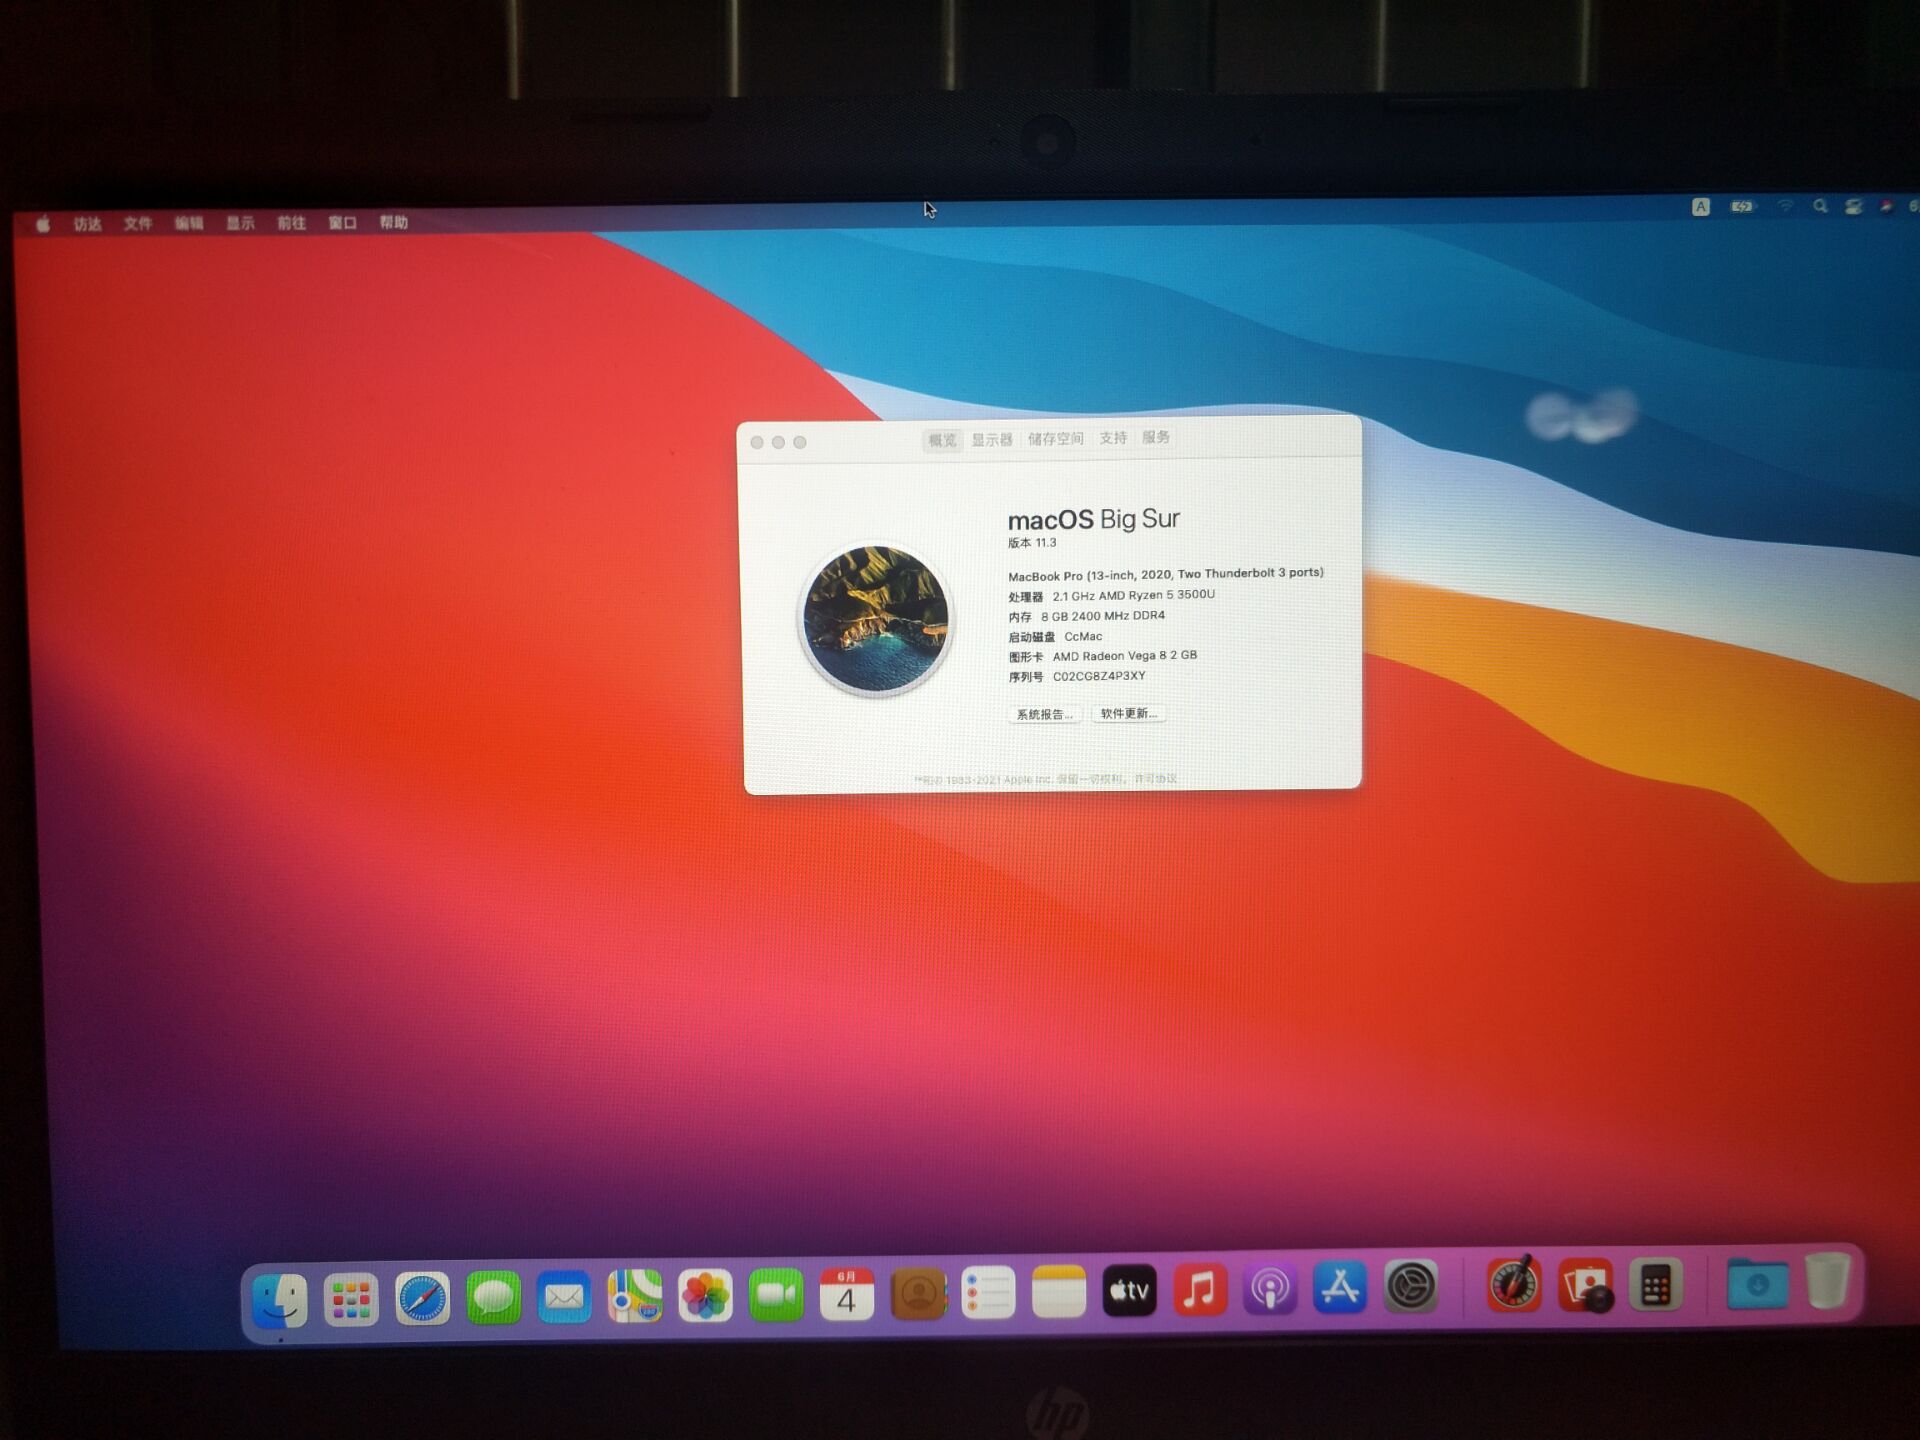 访达 文件 编辑 显示 前往 窗口 帮助
A
概览 显示器 储存空间 支持 服务
macOS Big Sur
版本 11.3
MacBook Pro (13-inch, 2020, Two Thunderbolt 3 ports)
处理器 2.1 GHz AMD Ryzen 5 3500U
内存 8 GB 2400 MHz DDR4
启动磁盘 CcMac
图形卡 AMD Radeon Vega 8 2 GB
序列号 C02CG8Z4P3XY
系统报告... 软件更新...
™和© 1983-2021 Apple Inc. 保留一切权利。许可协议
6月
4
tv
hp